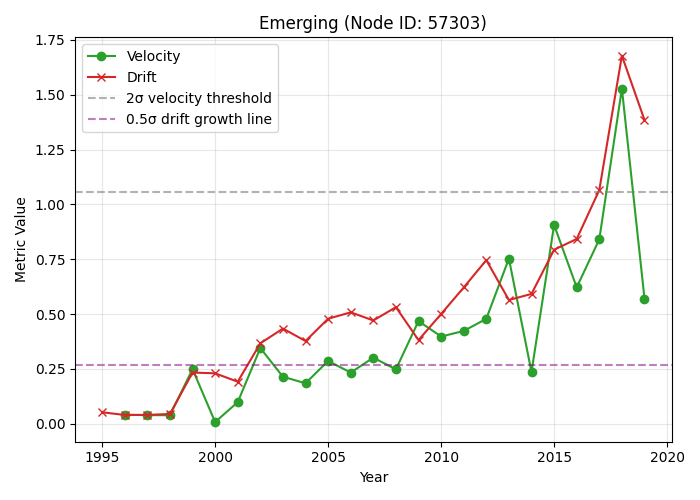 Emerging (Node ID: 57303)
Velocity
Drift
2σ velocity threshold
0.5σ drift growth line
Metric Value
1.75
1.50
1.25
1.00
0.75
0.50
0.25
0.00
1995 2000 2005 2010 2015 2020
Year